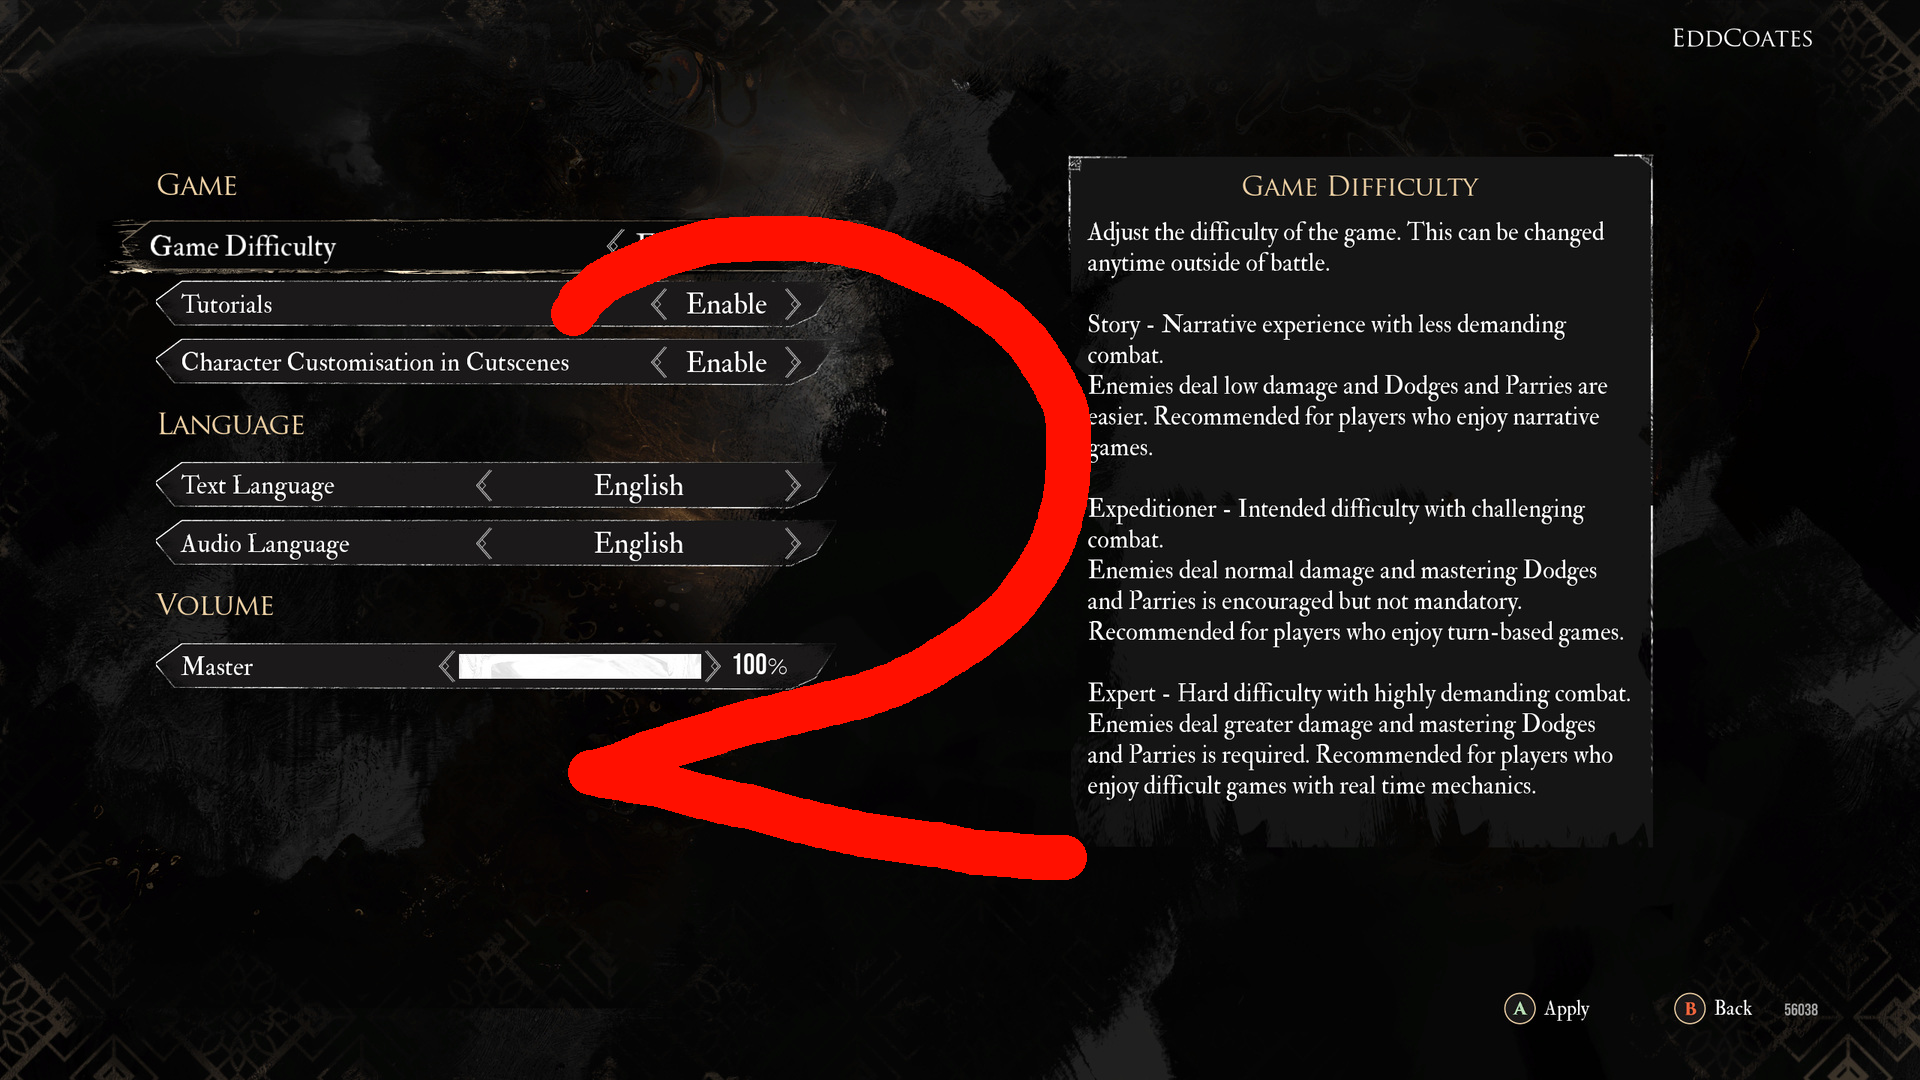 EDDCOATES
GAME
Game Difficulty
Tutorials Enable
Character Customisation in Cutscenes Enable
LANGUAGE
Text Language English
Audio Language English
VOLUME
Master 100%
GAME DIFFICULTY
Adjust the difficulty of the game. This can be changed
anytime outside of battle.
Story - Narrative experience with less demanding
combat.
Enemies deal low damage and Dodges and Parries are
easier. Recommended for players who enjoy narrative
games.
Expeditioner - Intended difficulty with challenging
combat.
Enemies deal normal damage and mastering Dodges
and Parries is encouraged but not mandatory.
Recommended for players who enjoy turn-based games.
Expert - Hard difficulty with highly demanding combat.
Enemies deal greater damage and mastering Dodges
and Parries is required. Recommended for players who
enjoy difficult games with real time mechanics.
2
A Apply B Back 56038